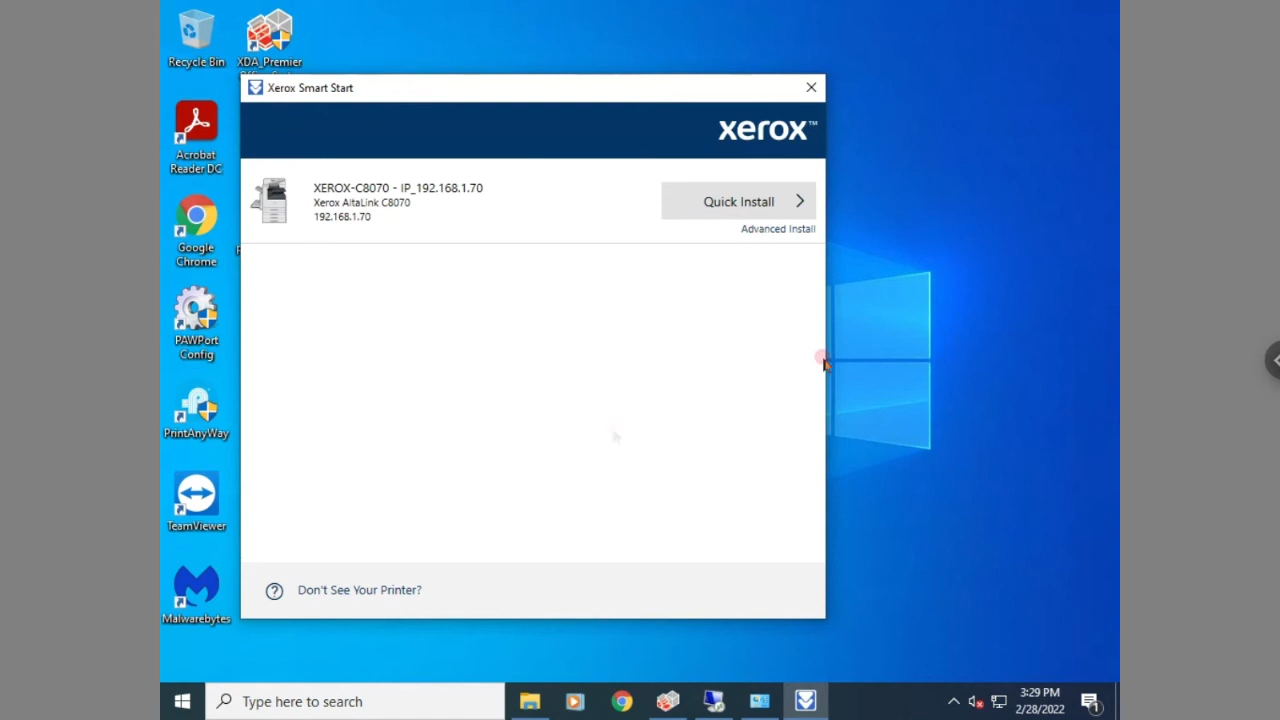 Recycle Bin
XDA_Premier
Xerox Smart Start
xerox™
Acrobat
Reader DC
XEROX-C8070 - IP_192.168.1.70
Xerox AltaLink C8070
192.168.1.70
Quick Install
Advanced Install
Google
Chrome
PAWPort
Config
PrintAnyWay
TeamViewer
Malwarebytes
Don't See Your Printer?
Type here to search
3:29 PM
2/28/2022
1